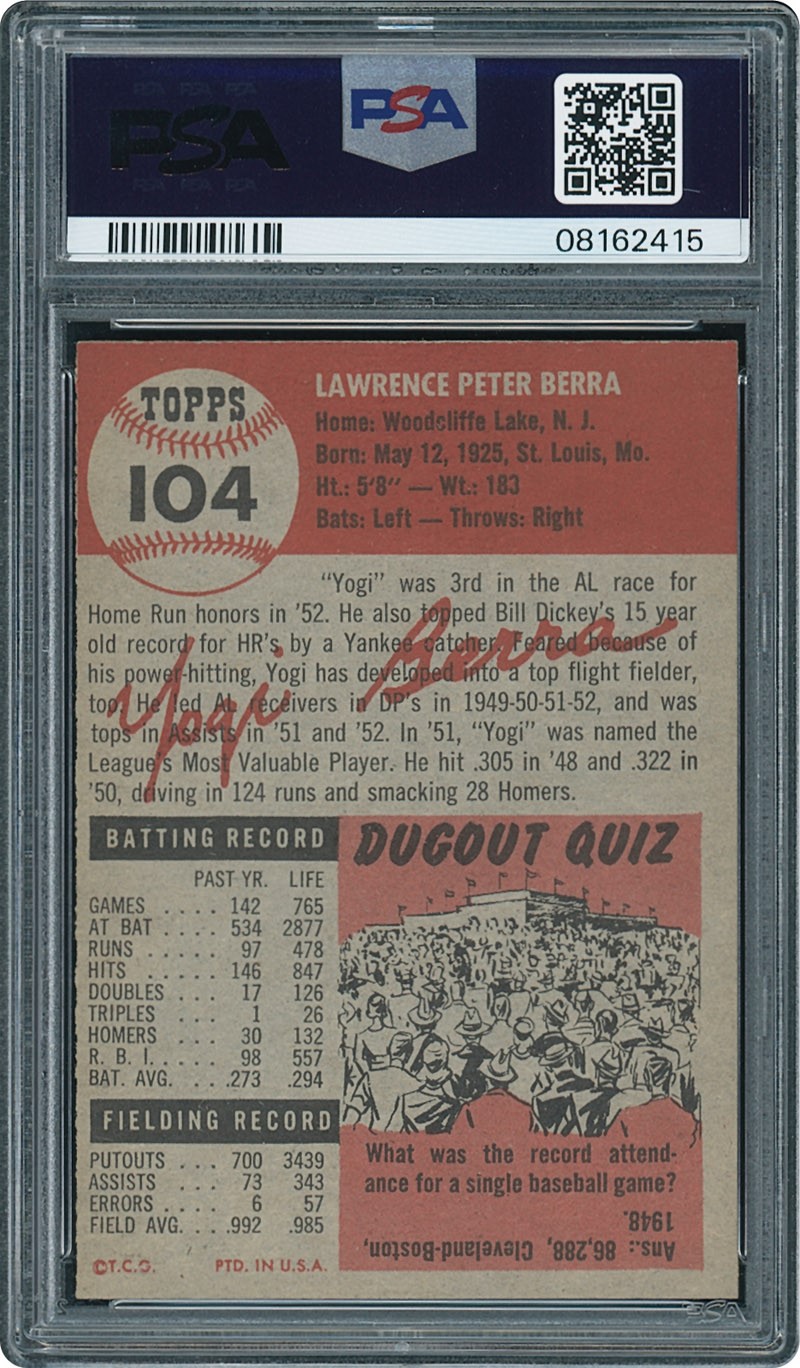 PSA PSA PSA
PSA
PSA
PSA PSA PSA
08162415
TOPPS
104
LAWRENCE PETER BERRA
Home: Woodcliffe Lake, N. J.
Born: May 12, 1925, St. Louis, Mo.
Ht.: 5'8" — Wt.: 183
Bats: Left — Throws: Right
"Yogi" was 3rd in the AL race for
Home Run honors in '52. He also topped Bill Dickey's 15 year
old record for HR's by a Yankee catcher. Feared because of
his power-hitting, Yogi has developed into a top flight fielder,
too. He led AL receivers in DP's in 1949-50-51-52, and was
tops in Assists in '51 and '52. In '51, "Yogi" was named the
League's Most Valuable Player. He hit .305 in '48 and .322 in
'50, driving in 124 runs and smacking 28 Homers.
Yogi Berra
BATTING RECORD
PAST YR. LIFE
GAMES .... 142 765
AT BAT .... 534 2877
RUNS ..... 97 478
HITS ..... 146 847
DOUBLES ... 17 126
TRIPLES ... 1 26
HOMERS ... 30 132
R. B. I. .... 98 557
BAT. AVG. ... .273 .294
FIELDING RECORD
PUTOUTS ... 700 3439
ASSISTS ... 73 343
ERRORS .... 6 57
FIELD AVG. ... .992 .985
©T.C.G. PTD. IN U.S.A.
DUGOUT QUIZ
What was the record attend-
ance for a single baseball game?
Ans.: 86,288, Cleveland-Boston,
1948.
PSA